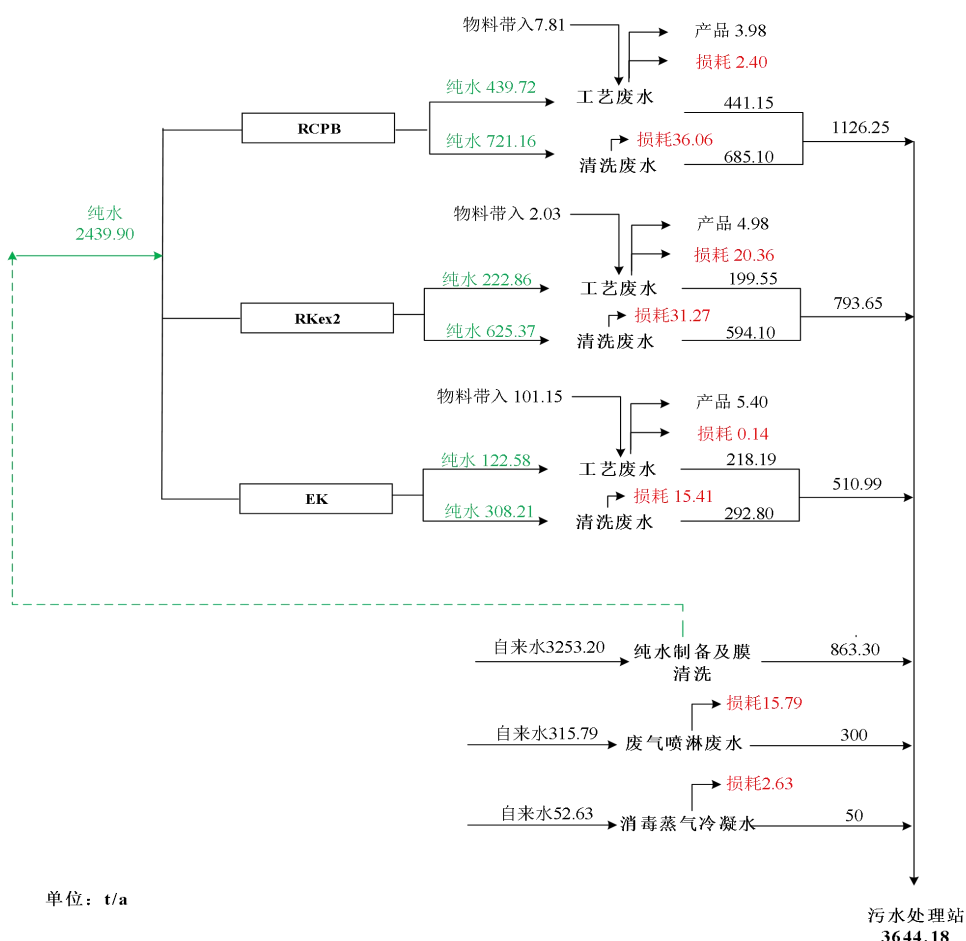 物料带入7.81
产品 3.98
损耗 2.40
纯水 439.72
工艺废水
441.15
RCPB
1126.25
纯水 721.16
损耗36.06
清洗废水
685.10
纯水
2439.90
物料带入 2.03
产品 4.98
损耗 20.36
纯水 222.86
工艺废水
199.55
RKex2
793.65
纯水 625.37
损耗31.27
清洗废水
594.10
物料带入 101.15
产品 5.40
损耗 0.14
纯水 122.58
工艺废水
218.19
EK
510.99
纯水 308.21
损耗 15.41
清洗废水
292.80
自来水3253.20
纯水制备及膜
清洗
863.30
损耗15.79
自来水315.79
废气喷淋废水
300
损耗2.63
自来水52.63
消毒蒸气冷凝水
50
单位：t/a
污水处理站
3644.18